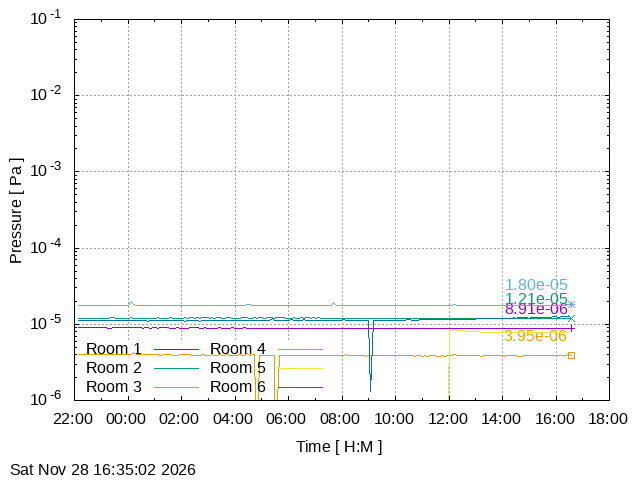 10^-1
10^-2
10^-3
10^-4
10^-5
10^-6
Pressure [ Pa ]
1.80e-05
1.21e-05
8.91e-06
3.95e-06
Room 1 Room 4
Room 2 Room 5
Room 3 Room 6
22:00 00:00 02:00 04:00 06:00 08:00 10:00 12:00 14:00 16:00 18:00
Time [ H:M ]
Sat Nov 28 16:35:02 2026